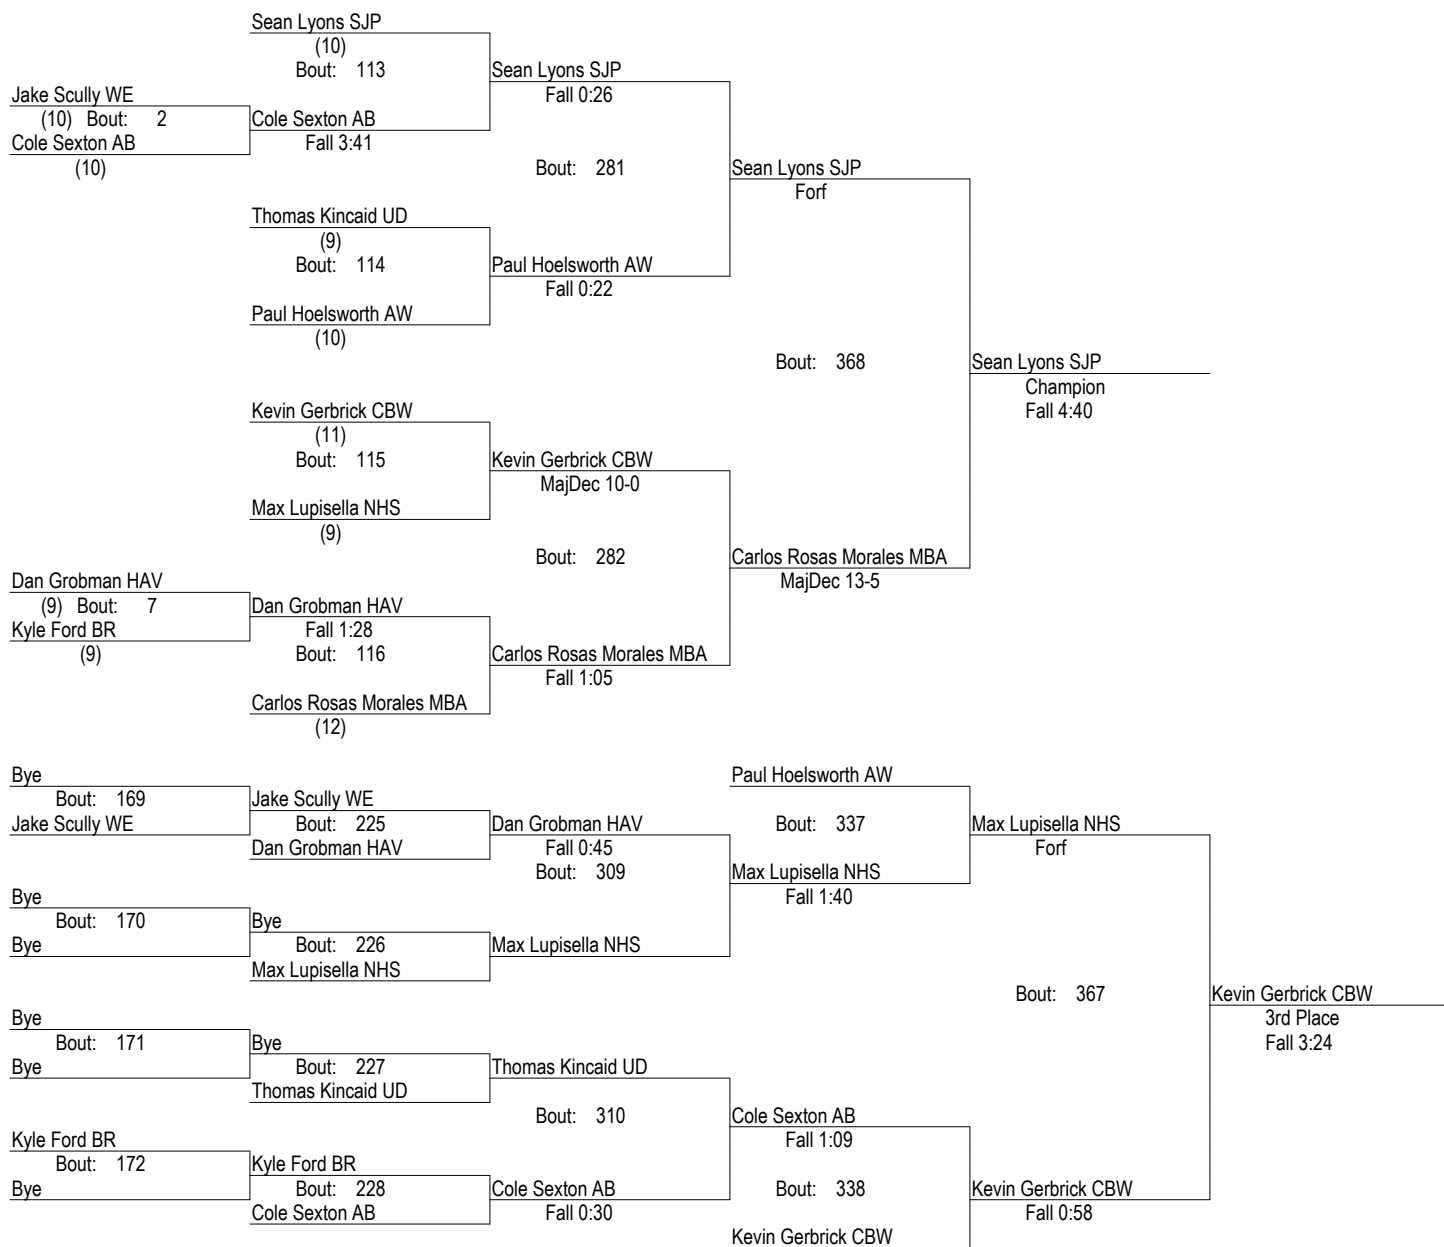 Sean Lyons SJP
(10)
Bout: 113
Sean Lyons SJP
Fall 0:26
Jake Scully WE
(10) Bout: 2
Cole Sexton AB
Fall 3:41
Cole Sexton AB
(10)
Bout: 281
Sean Lyons SJP
Forf
Thomas Kincaid UD
(9)
Bout: 114
Paul Hoelsworth AW
Fall 0:22
Paul Hoelsworth AW
(10)
Bout: 368
Sean Lyons SJP
Champion
Fall 4:40
Kevin Gerbrick CBW
(11)
Bout: 115
Kevin Gerbrick CBW
MajDec 10-0
Max Lupisella NHS
(9)
Bout: 282
Carlos Rosas Morales MBA
MajDec 13-5
Dan Grobman HAV
(9) Bout: 7
Dan Grobman HAV
Fall 1:28
Kyle Ford BR
(9)
Bout: 116
Carlos Rosas Morales MBA
Fall 1:05
Carlos Rosas Morales MBA
(12)
Bye
Bout: 169
Jake Scully WE
Jake Scully WE
Bout: 225
Dan Grobman HAV
Dan Grobman HAV
Fall 0:45
Bout: 309
Paul Hoelsworth AW
Bout: 337
Max Lupisella NHS
Forf
Max Lupisella NHS
Fall 1:40
Bye
Bout: 170
Bye
Bye
Bout: 226
Max Lupisella NHS
Max Lupisella NHS
Bout: 367
Kevin Gerbrick CBW
3rd Place
Fall 3:24
Bye
Bout: 171
Bye
Bye
Bout: 227
Thomas Kincaid UD
Thomas Kincaid UD
Bout: 310
Cole Sexton AB
Fall 1:09
Kyle Ford BR
Bout: 172
Bye
Kyle Ford BR
Bout: 228
Cole Sexton AB
Cole Sexton AB
Fall 0:30
Bout: 338
Kevin Gerbrick CBW
Fall 0:58
Kevin Gerbrick CBW